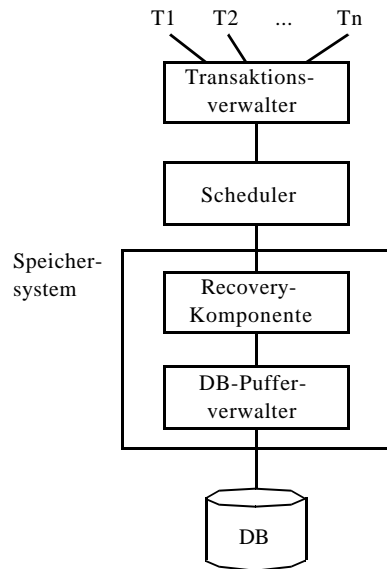 T1 T2 ... Tn
Transaktions-
verwalter
Scheduler
Speicher-
system
Recovery-
Komponente
DB-Puffer-
verwalter
DB